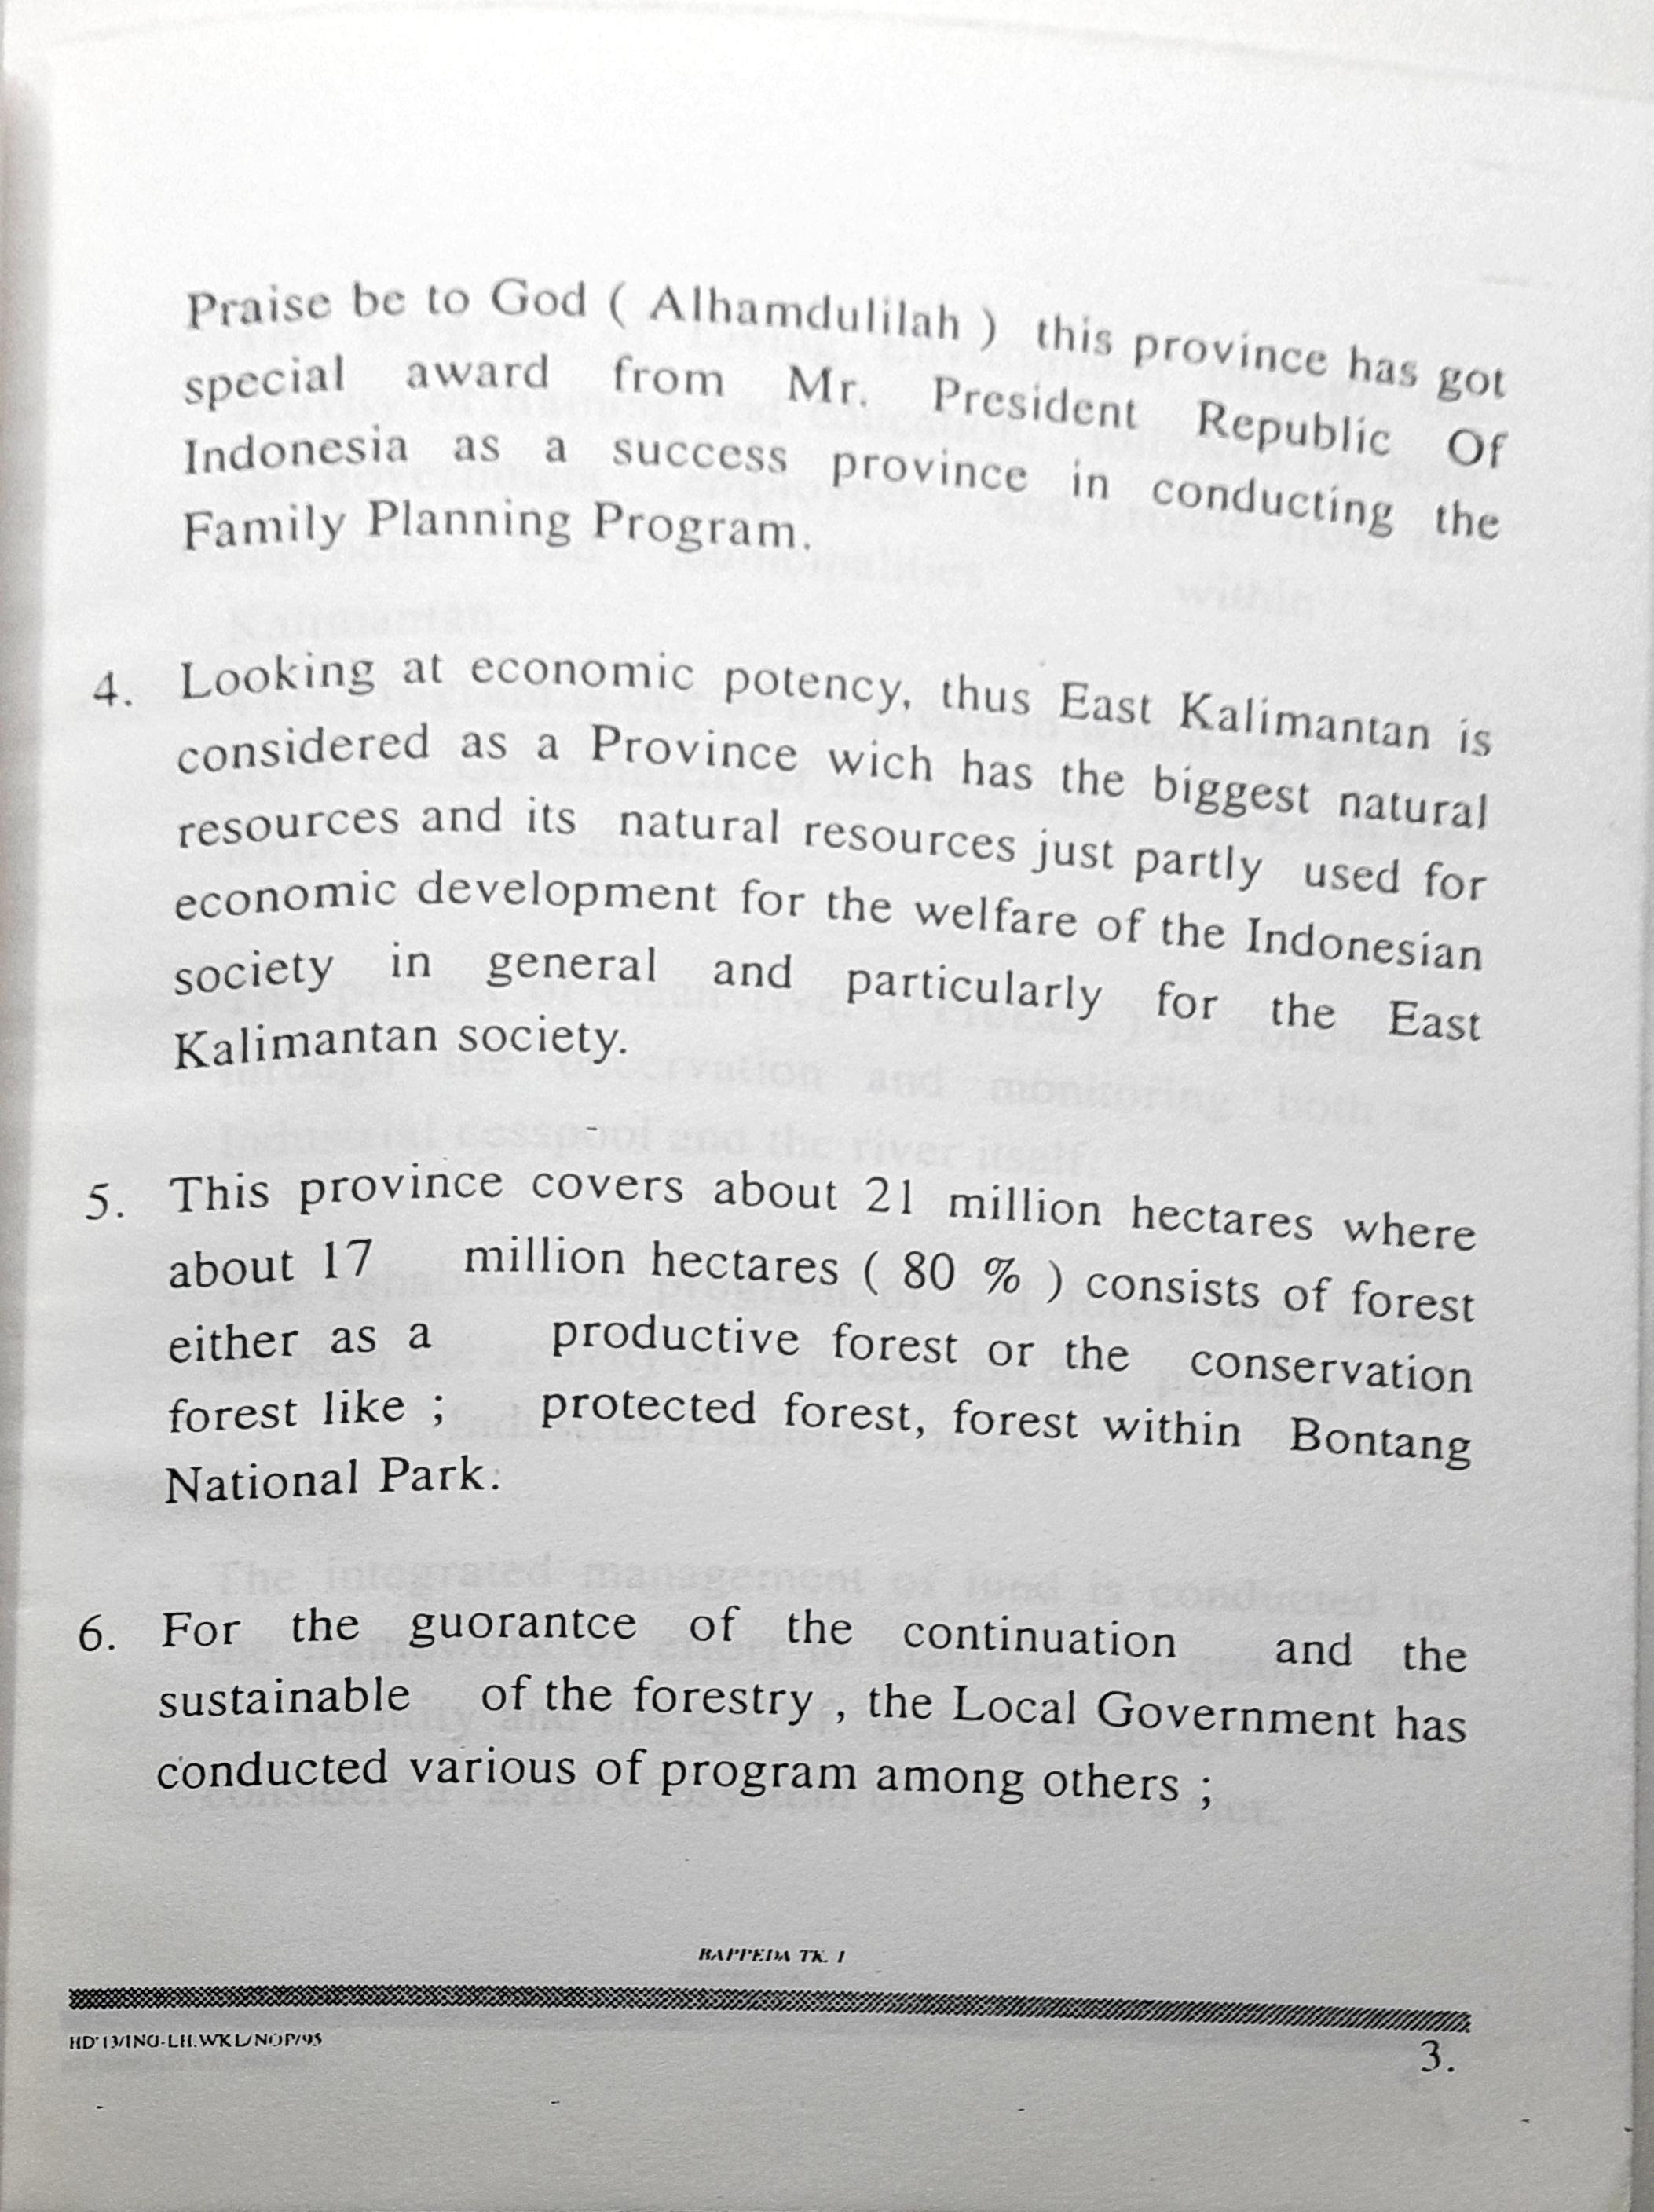 Praise be to God ( Alhamdulilah ) this province has got
special award from Mr. President Republic Of
Indonesia as a success province in conducting the
Family Planning Program.
4. Looking at economic potency, thus East Kalimantan is
considered as a Province wich has the biggest natural
resources and its natural resources just partly used for
economic development for the welfare of the Indonesian
society in general and particularly for the East
Kalimantan society.
5. This province covers about 21 million hectares where
about 17 million hectares ( 80 % ) consists of forest
either as a productive forest or the conservation
forest like ; protected forest, forest within Bontang
National Park.
6. For the guorantce of the continuation and the
sustainable of the forestry , the Local Government has
conducted various of program among others ;
BAPPEDA TK. I
HD'13/ING-LH.WKL/NOP/95
3.